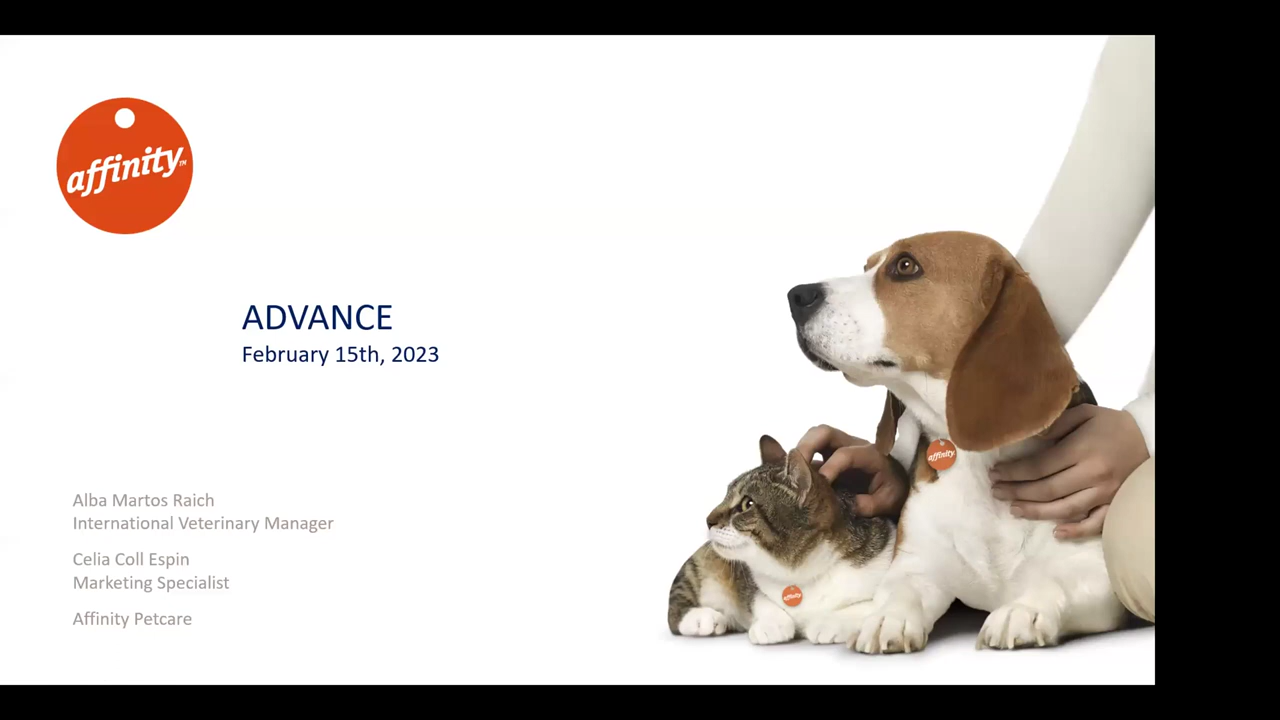 affinity™
ADVANCE
February 15th, 2023
affinity
affinity
Alba Martos Raich
International Veterinary Manager
Celia Coll Espin
Marketing Specialist
Affinity Petcare